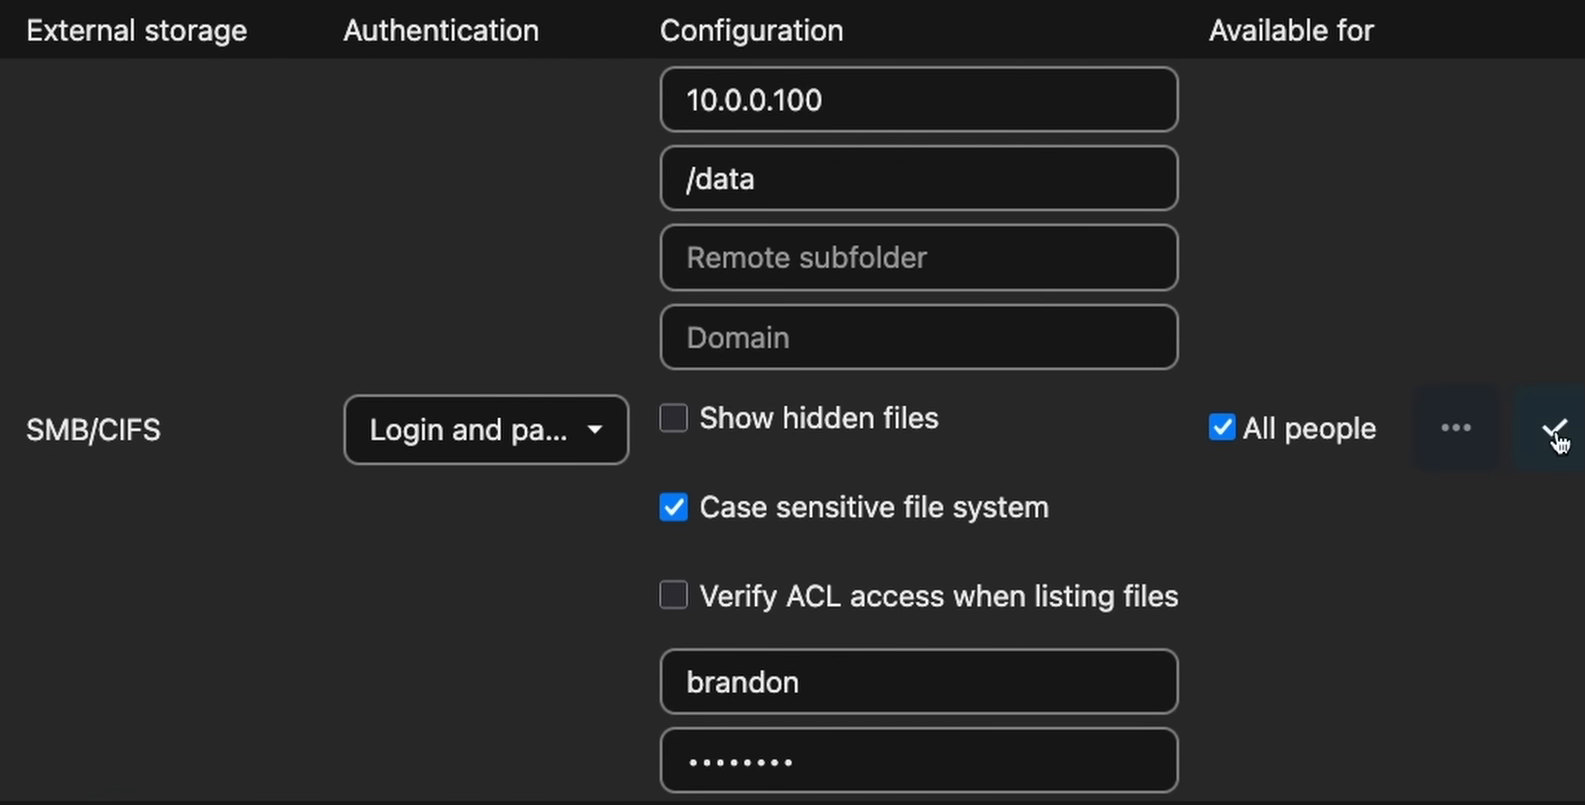 External storage Authentication Configuration Available for
10.0.0.100
/data
Remote subfolder
Domain
SMB/CIFS Login and pa... Show hidden files All people ...
Case sensitive file system
Verify ACL access when listing files
brandon
••••••••